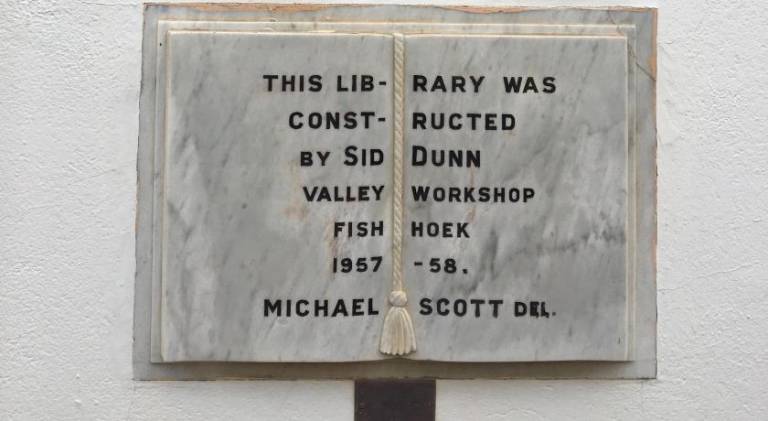 THIS LIB- RARY WAS
CONST- RUCTED
BY SID DUNN
VALLEY WORKSHOP
FISH HOEK
1957 -58.
MICHAEL SCOTT DEL.